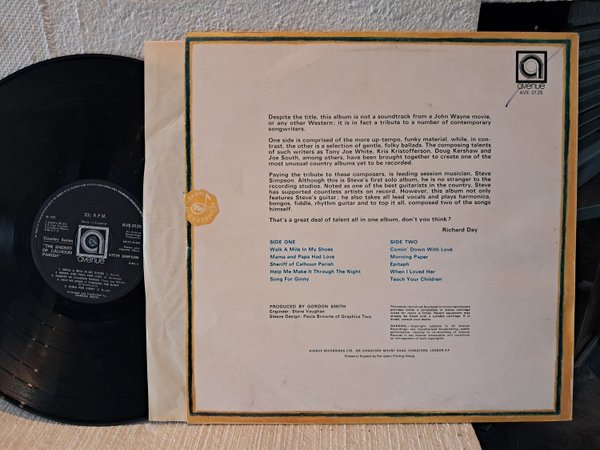 avenue
AVE 0125
Despite the title, this album is not a soundtrack from a John Wayne movie,
or any other Western; it is in fact a tribute to a number of contemporary
songwriters.
One side is comprised of the more up-tempo, funky material, while, in con-
trast, the other is a selection of gentle, folky ballads. The composing talents
of such writers as Tony Joe White, Kris Kristofferson, Doug Kershaw and
Joe South, among others, have been brought together to create one of the
most unusual country albums yet to be recorded.
Paying the tribute to these composers, is leading session musician, Steve
Simpson. Although this is Steve's first solo album, he is no stranger to the
recording studios. Noted as one of the best guitarists in the country, Steve
has supported countless artists on record. However, this album not only
features Steve's guitar; he also takes all lead vocals and plays harmonica,
bongos, fiddle, rhythm guitar and to top it all, composed two of the songs
himself.
That's a great deal of talent all in one album, don't you think?
Richard Day
SIDE ONE
Walk A Mile In My Shoes
Mama and Papa Had Love
Sheriff of Calhoun Parish
Help Me Make It Through The Night
Song For Ginny
SIDE TWO
Comin' Down With Love
Morning Paper
Epitaph
When I Loved Her
Teach Your Children
PRODUCED BY GORDON SMITH
Engineer: Steve Vaughan
Sleeve Design: Paula Browne of Graphics Two
33⅓ R.P.M.
AVE 0125
Country Series
"THE SHERIFF
OF CALHOUN
PARISH"
STEVE SIMPSON
avenue